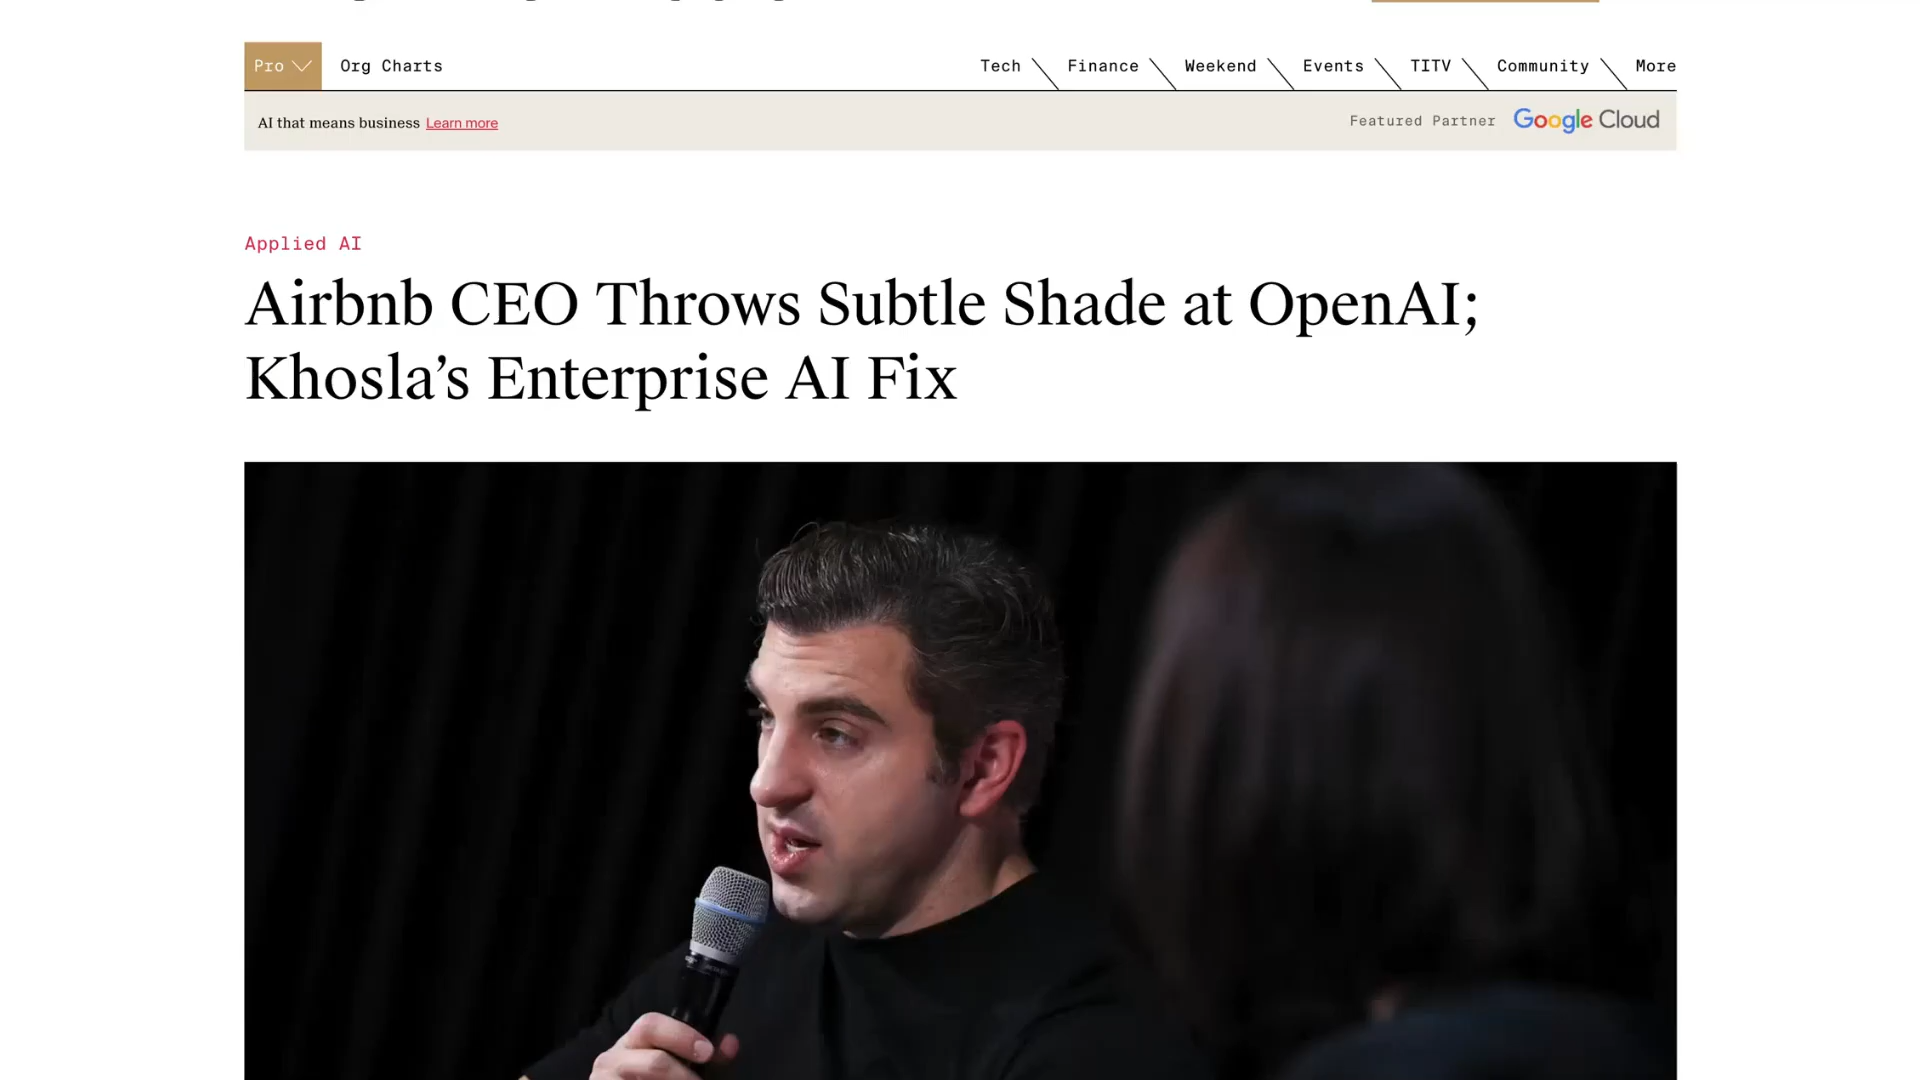 Pro
Org Charts
Tech
Finance
Weekend
Events
TITV
Community
More
AI that means business Learn more
Featured Partner
Google Cloud
Applied AI
Airbnb CEO Throws Subtle Shade at OpenAI;
Khosla’s Enterprise AI Fix